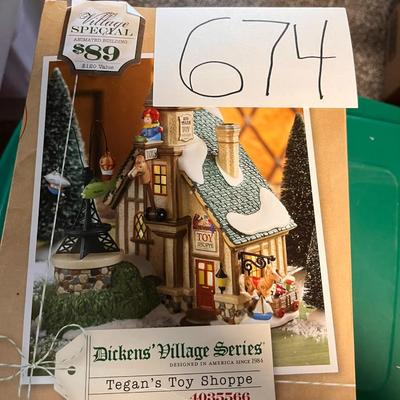 Village
SPECIAL
ANIMATED BUILDING
$89
$120 Value
674
TOY
SHOPPE
Dickens' Village Series®
DESIGNED IN AMERICA SINCE 1984
Tegan's Toy Shoppe
4035566